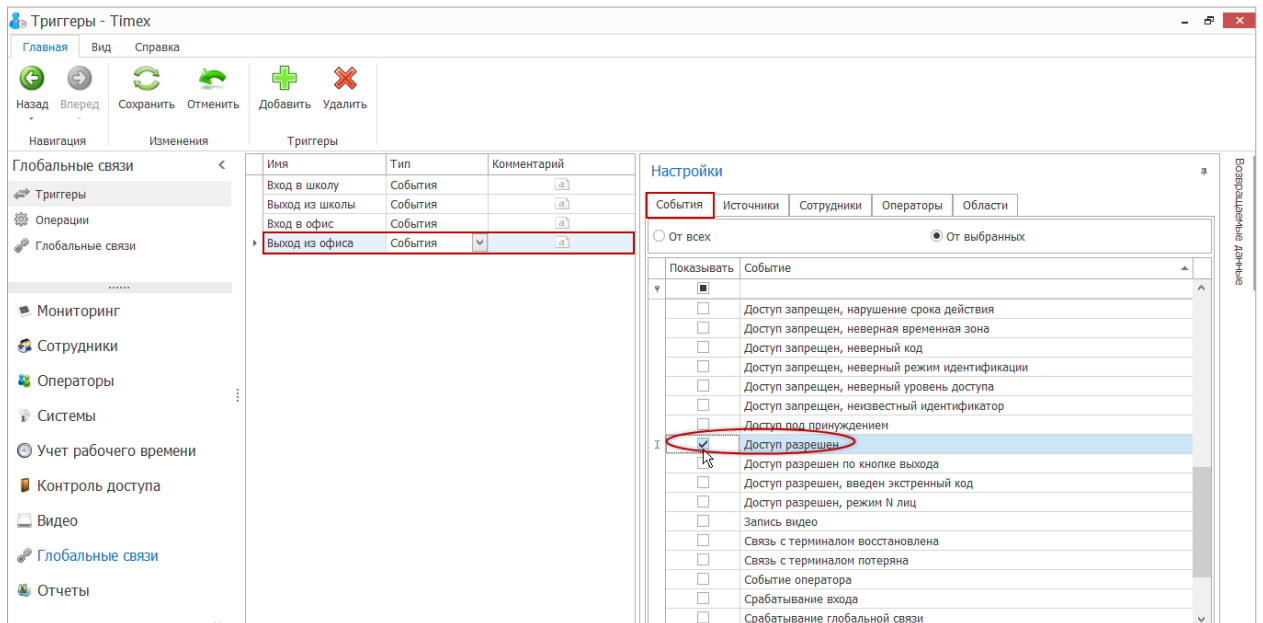 Триггеры - Timex
Главная Вид Справка
Назад Вперед Сохранить Отменить Добавить Удалить
Навигация Изменения Триггеры
Глобальные связи
Триггеры
Операции
Глобальные связи
Мониторинг
Сотрудники
Операторы
Системы
Учет рабочего времени
Контроль доступа
Видео
Глобальные связи
Отчеты
Имя Тип Комментарий
Вход в школу События a
Выход из школы События a
Вход в офис События a
Выход из офиса События a
Настройки
События Источники Сотрудники Операторы Области
От всех От выбранных
Показывать Событие
Доступ запрещен, нарушение срока действия
Доступ запрещен, неверная временная зона
Доступ запрещен, неверный код
Доступ запрещен, неверный режим идентификации
Доступ запрещен, неверный уровень доступа
Доступ запрещен, неизвестный идентификатор
Доступ под принуждением
Доступ разрешен
Доступ разрешен по кнопке выхода
Доступ разрешен, введен экстренный код
Доступ разрешен, режим N лиц
Запись видео
Связь с терминалом восстановлена
Связь с терминалом потеряна
Событие оператора
Срабатывание входа
Срабатывание глобальной связи
Возвращаемые данные